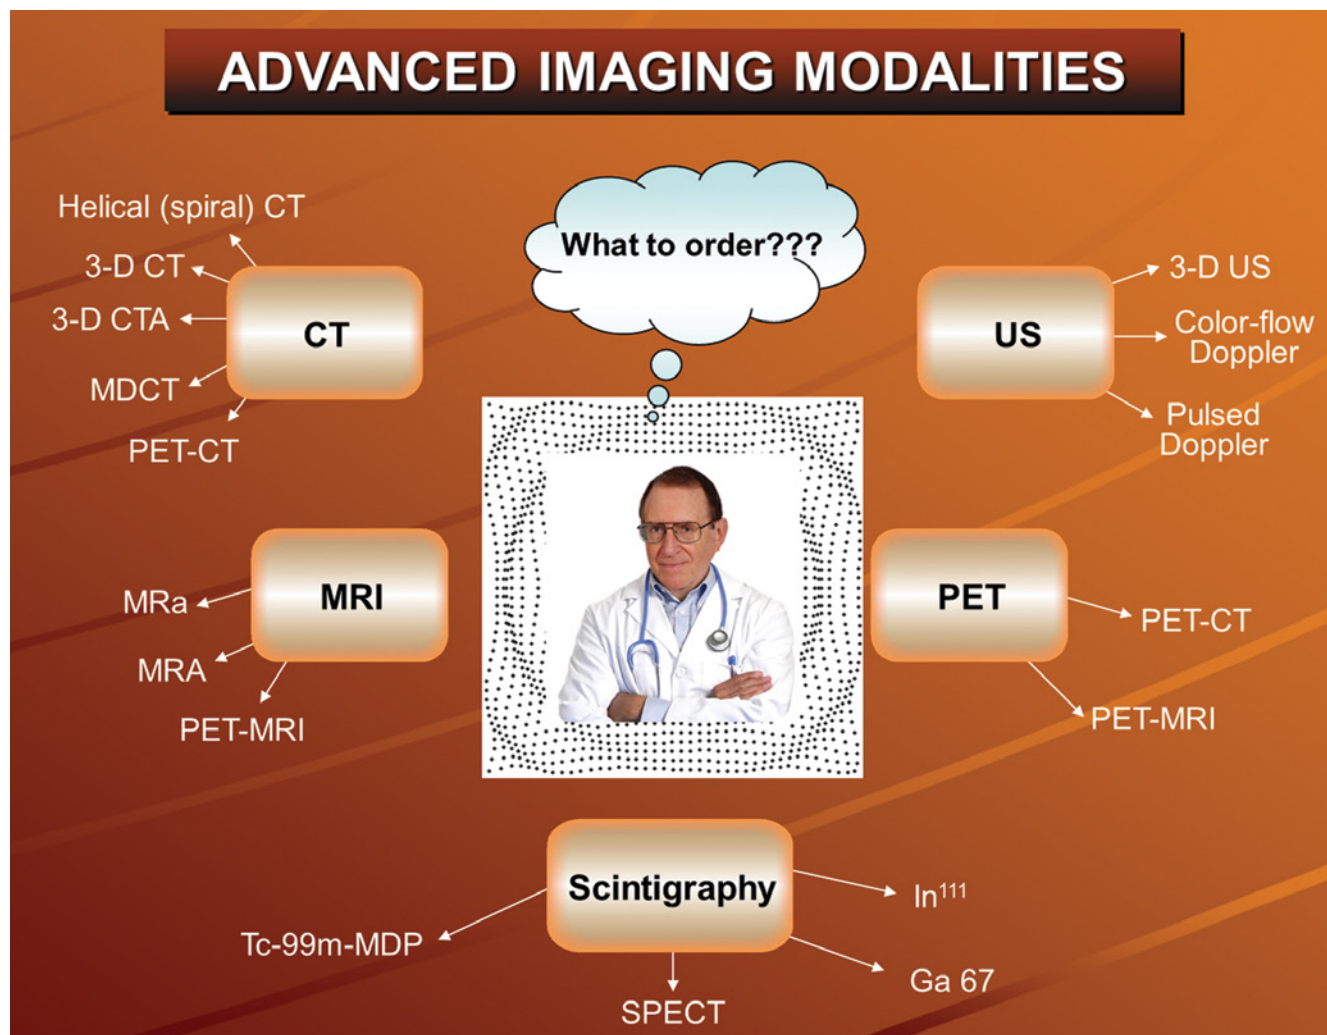 ADVANCED IMAGING MODALITIES
What to order???
CT
Helical (spiral) CT
3-D CT
3-D CTA
MDCT
PET-CT
US
3-D US
Color-flow
Doppler
Pulsed
Doppler
MRI
MRa
MRA
PET-MRI
PET
PET-CT
PET-MRI
Scintigraphy
Tc-99m-MDP
SPECT
In¹¹¹
Ga 67